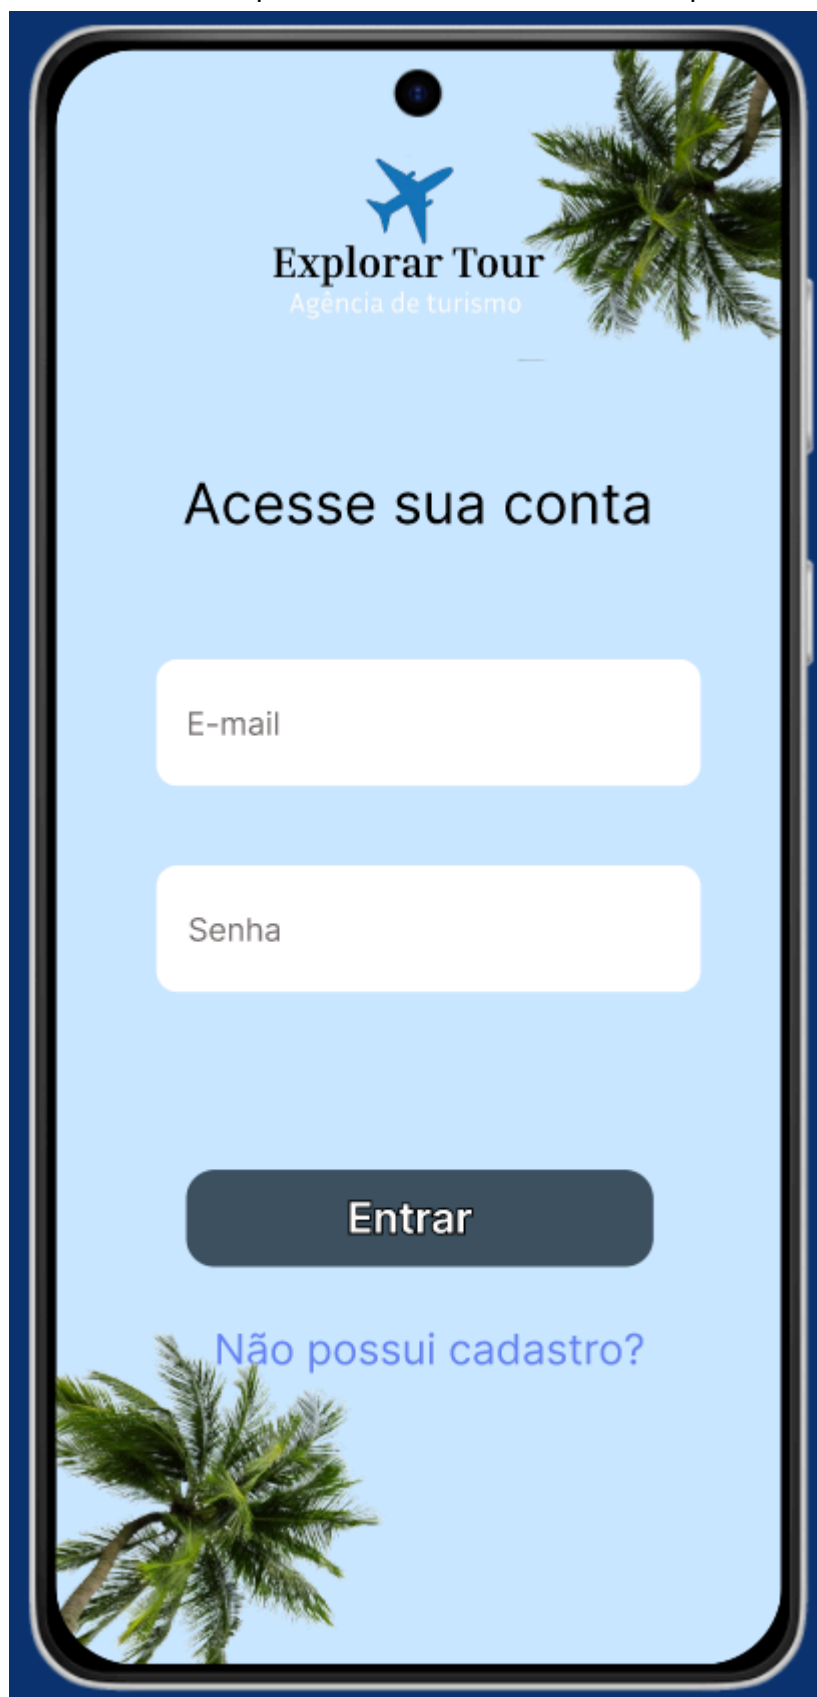 Explorar Tour
Agência de turismo
Acesse sua conta
E-mail
Senha
Entrar
Não possui cadastro?